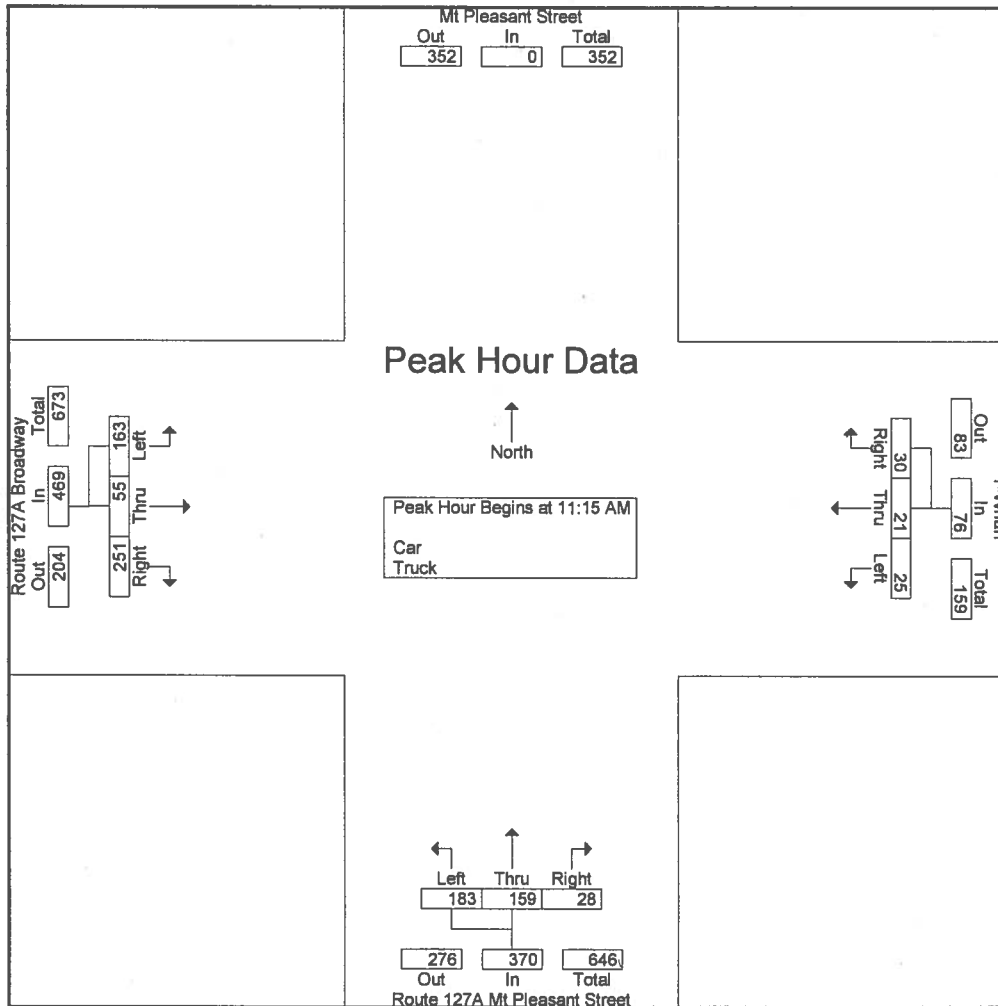 Mt Pleasant Street
Out In Total
352 0 352
Peak Hour Data
North
Peak Hour Begins at 11:15 AM
Car
Truck
Route 127A Broadway
Total In Out
673 469 204
163 55 251
Left Thru Right
Out In Total
83 76 159
Right Thru Left
30 21 25
Left Thru Right
183 159 28
276 370 646
Out In Total
Route 127A Mt Pleasant Street